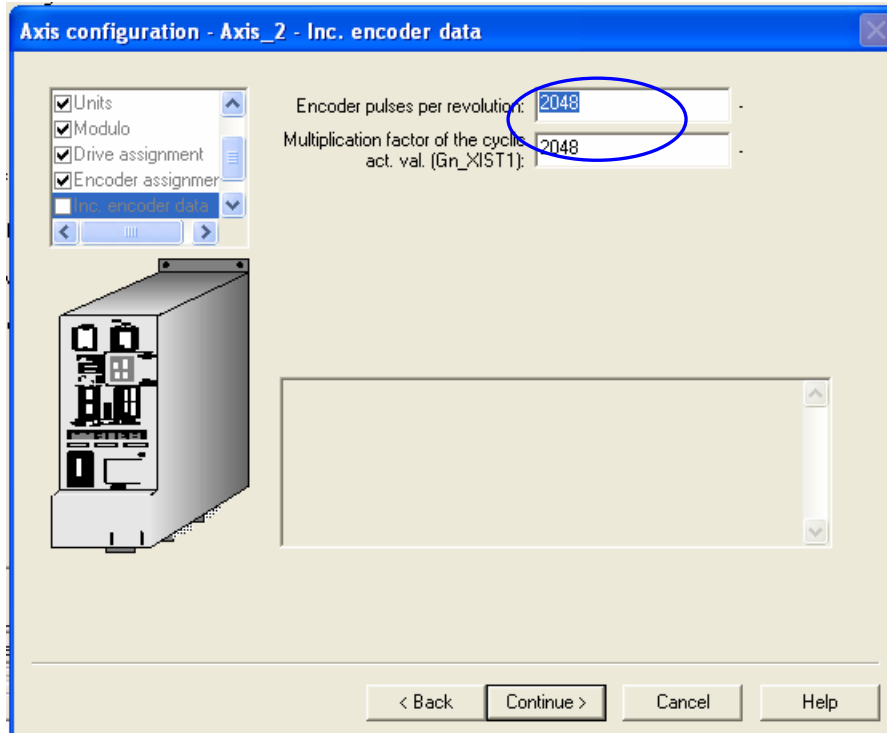 Axis configuration - Axis_2 - Inc. encoder data
Units
Modulo
Drive assignment
Encoder assignmer
Inc. encoder data
Encoder pulses per revolution: 2048 -
Multiplication factor of the cyclic
act. val. (Gn_XIST1): 2048 -
< Back
Continue >
Cancel
Help